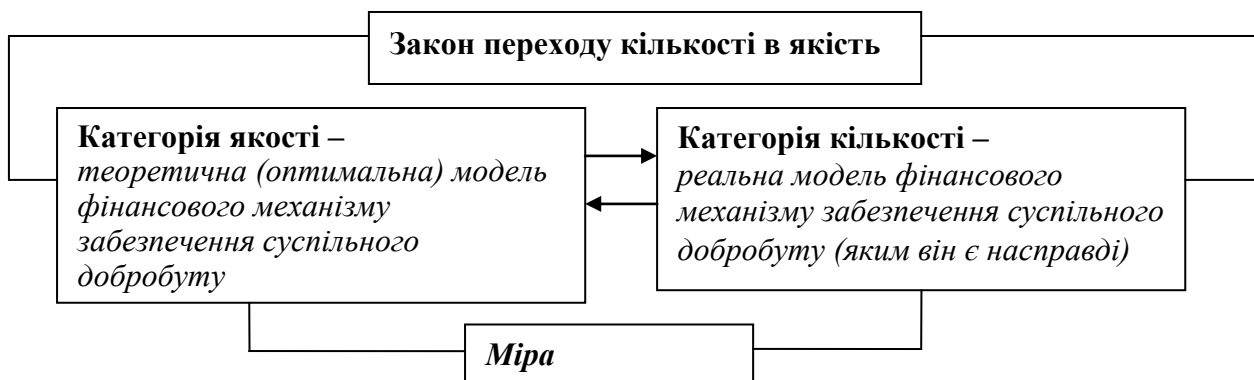 Закон переходу кількості в якість
Категорія якості –
теоретична (оптимальна) модель
фінансового механізму
забезпечення суспільного
добробуту
Категорія кількості –
реальна модель фінансового
механізму забезпечення суспільного
добробуту (яким він є насправді)
Міра